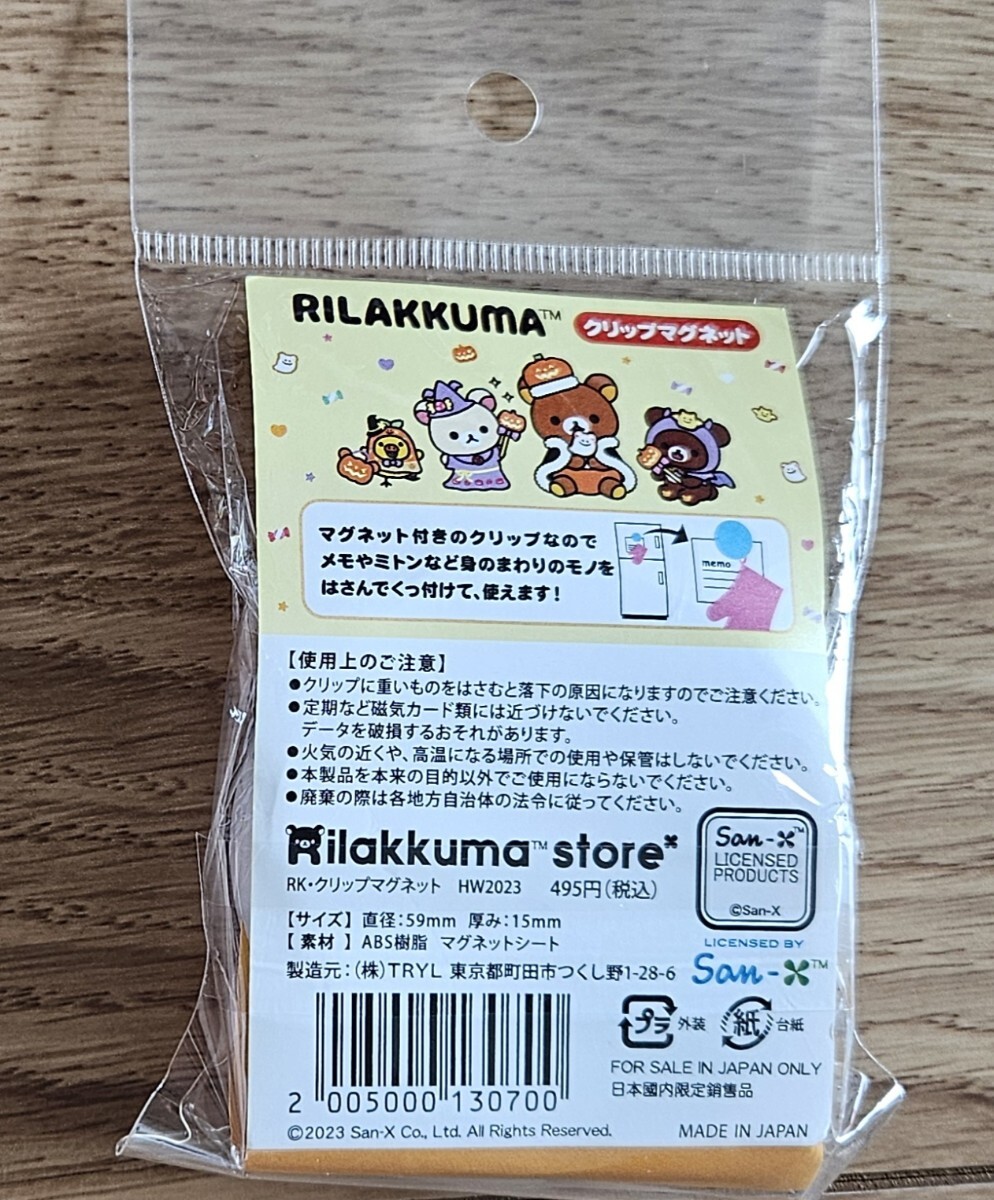 RILAKKUMA™ クリップマグネット
マグネット付きのクリップなので
メモやミトンなど身のまわりのモノを
はさんでくっ付けて、使えます!
memo
【使用上のご注意】
●クリップに重いものをはさむと落下の原因になりますのでご注意ください。
●定期など磁気カード類には近づけないでください。
データを破損するおそれがあります。
●火気の近くや、高温になる場所での使用や保管はしないでください。
●本製品を本来の目的以外でご使用にならないでください。
●廃棄の際は各地方自治体の法令に従ってください。
Rilakkuma™ store
RK・クリップマグネット HW2023 495円(税込)
San-X™
LICENSED
PRODUCTS
©San-X
【サイズ】直径:59mm 厚み:15mm
【素材】ABS樹脂 マグネットシート
製造元:(株)TRYL 東京都町田市つくし野1-28-6
LICENSED BY
San-X™
プラ 外装 紙 台紙
FOR SALE IN JAPAN ONLY
日本國内限定銷售品
2 005000 130700
©2023 San-X Co., Ltd. All Rights Reserved. MADE IN JAPAN